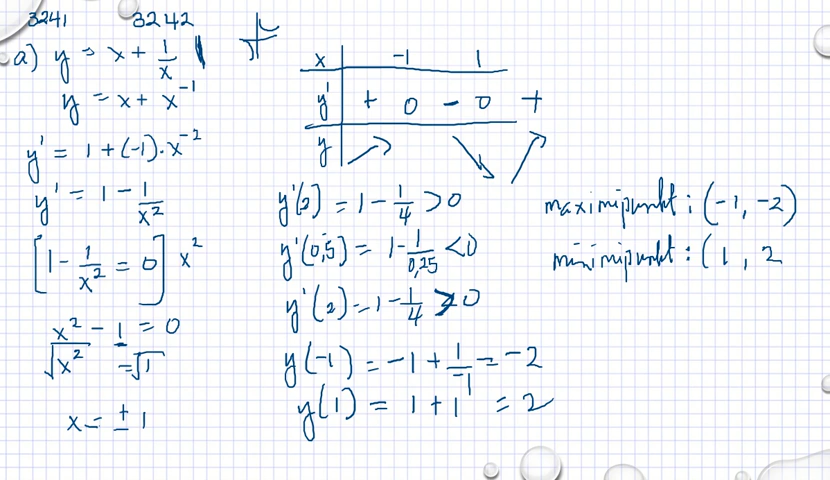 3241 3242
a) y = x + 1/x
y = x + x^-1
y' = 1 + (-1) · x^-2
y' = 1 - 1/x²
[1 - 1/x² = 0] x²
x² - 1 = 0
√x² = √1
x = ± 1
x -1 1
y' + 0 - 0 +
y ↗ ↘ ↗
y'(2) = 1 - 1/4 > 0
y'(0,5) = 1 - 1/0,25 < 0
y'(2) = 1 - 1/4 > 0
y(-1) = -1 + 1/-1 = -2
y(1) = 1 + 1/1 = 2
maximipunkt : (-1, -2)
minimipunkt : (1, 2